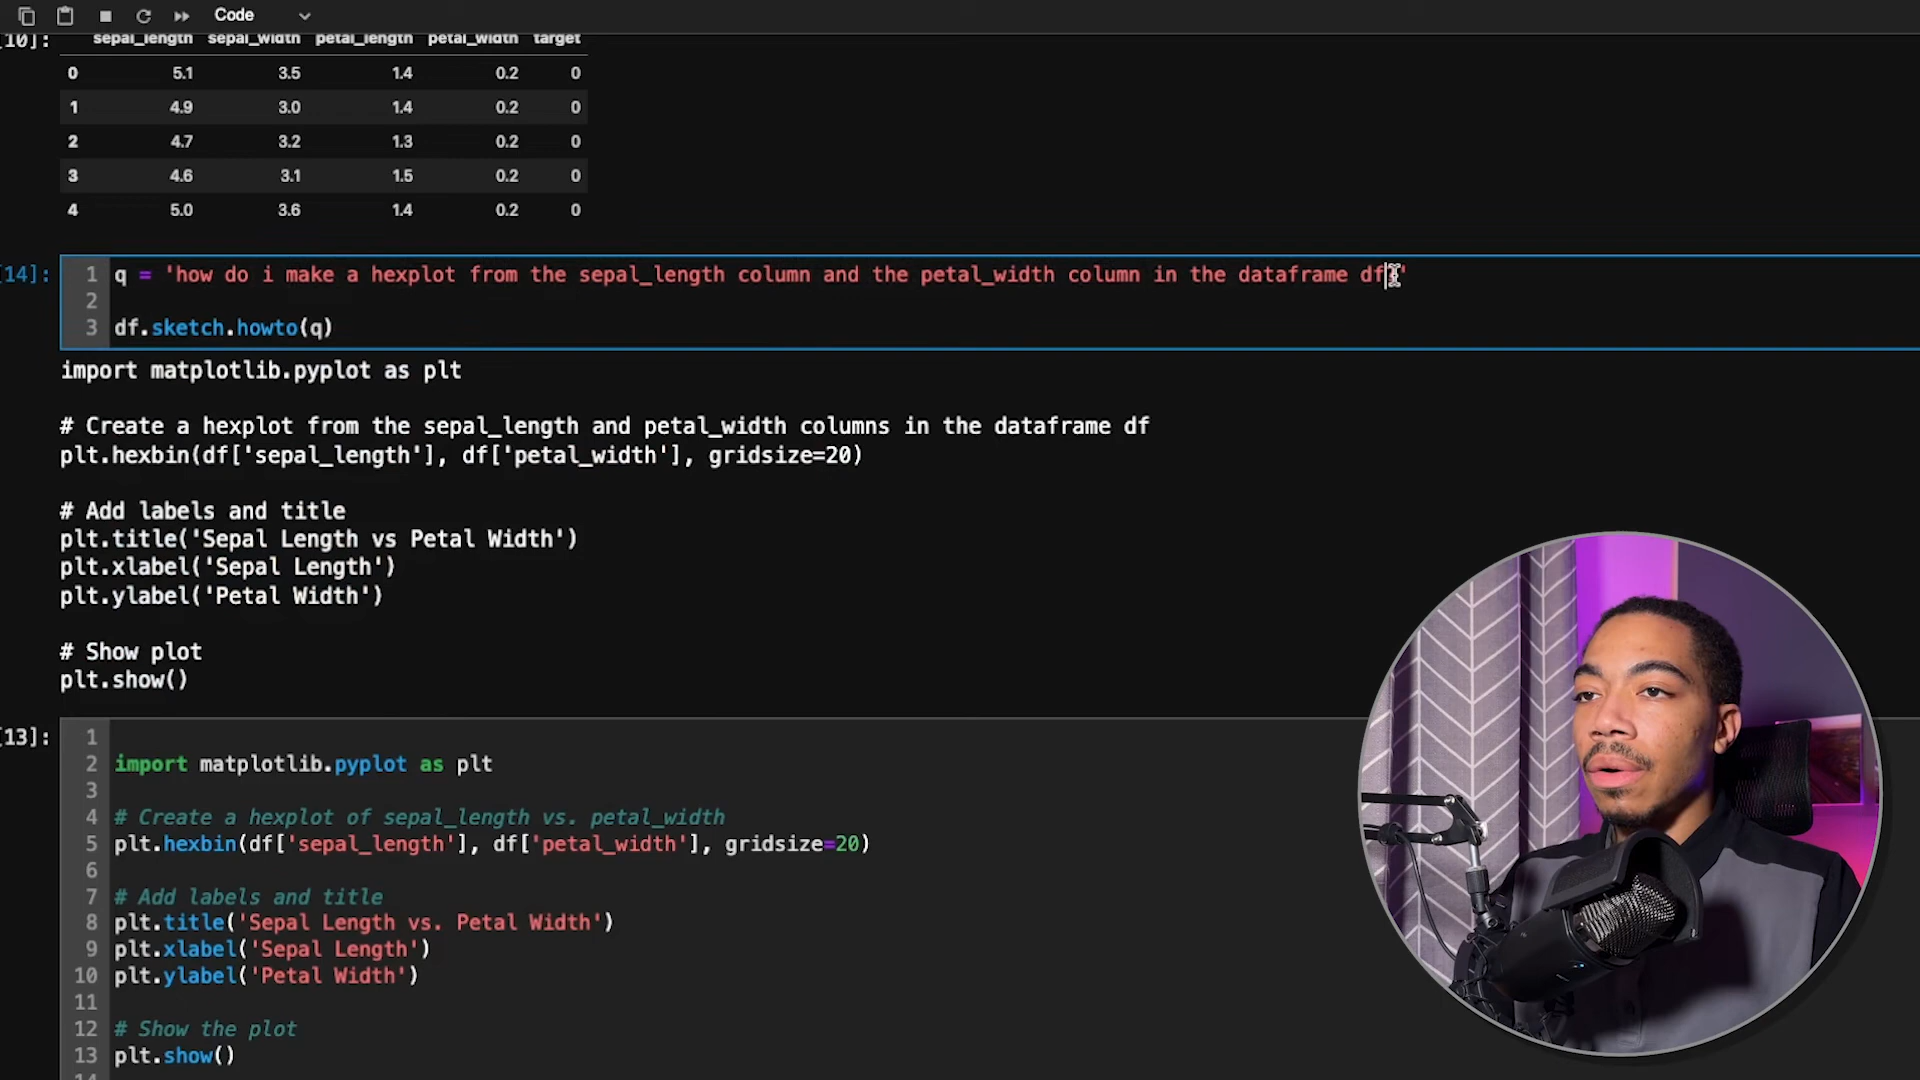 Code
[10]: sepal_length sepal_width petal_length petal_width target
0 5.1 3.5 1.4 0.2 0
1 4.9 3.0 1.4 0.2 0
2 4.7 3.2 1.3 0.2 0
3 4.6 3.1 1.5 0.2 0
4 5.0 3.6 1.4 0.2 0
[14]: 1 q = 'how do i make a hexplot from the sepal_length column and the petal_width column in the dataframe df
2
3 df.sketch.howto(q)
import matplotlib.pyplot as plt
# Create a hexplot from the sepal_length and petal_width columns in the dataframe df
plt.hexbin(df['sepal_length'], df['petal_width'], gridsize=20)
# Add labels and title
plt.title('Sepal Length vs Petal Width')
plt.xlabel('Sepal Length')
plt.ylabel('Petal Width')
# Show plot
plt.show()
[13]: 1
2 import matplotlib.pyplot as plt
3
4 # Create a hexplot of sepal_length vs. petal_width
5 plt.hexbin(df['sepal_length'], df['petal_width'], gridsize=20)
6
7 # Add labels and title
8 plt.title('Sepal Length vs. Petal Width')
9 plt.xlabel('Sepal Length')
10 plt.ylabel('Petal Width')
11
12 # Show the plot
13 plt.show()
14